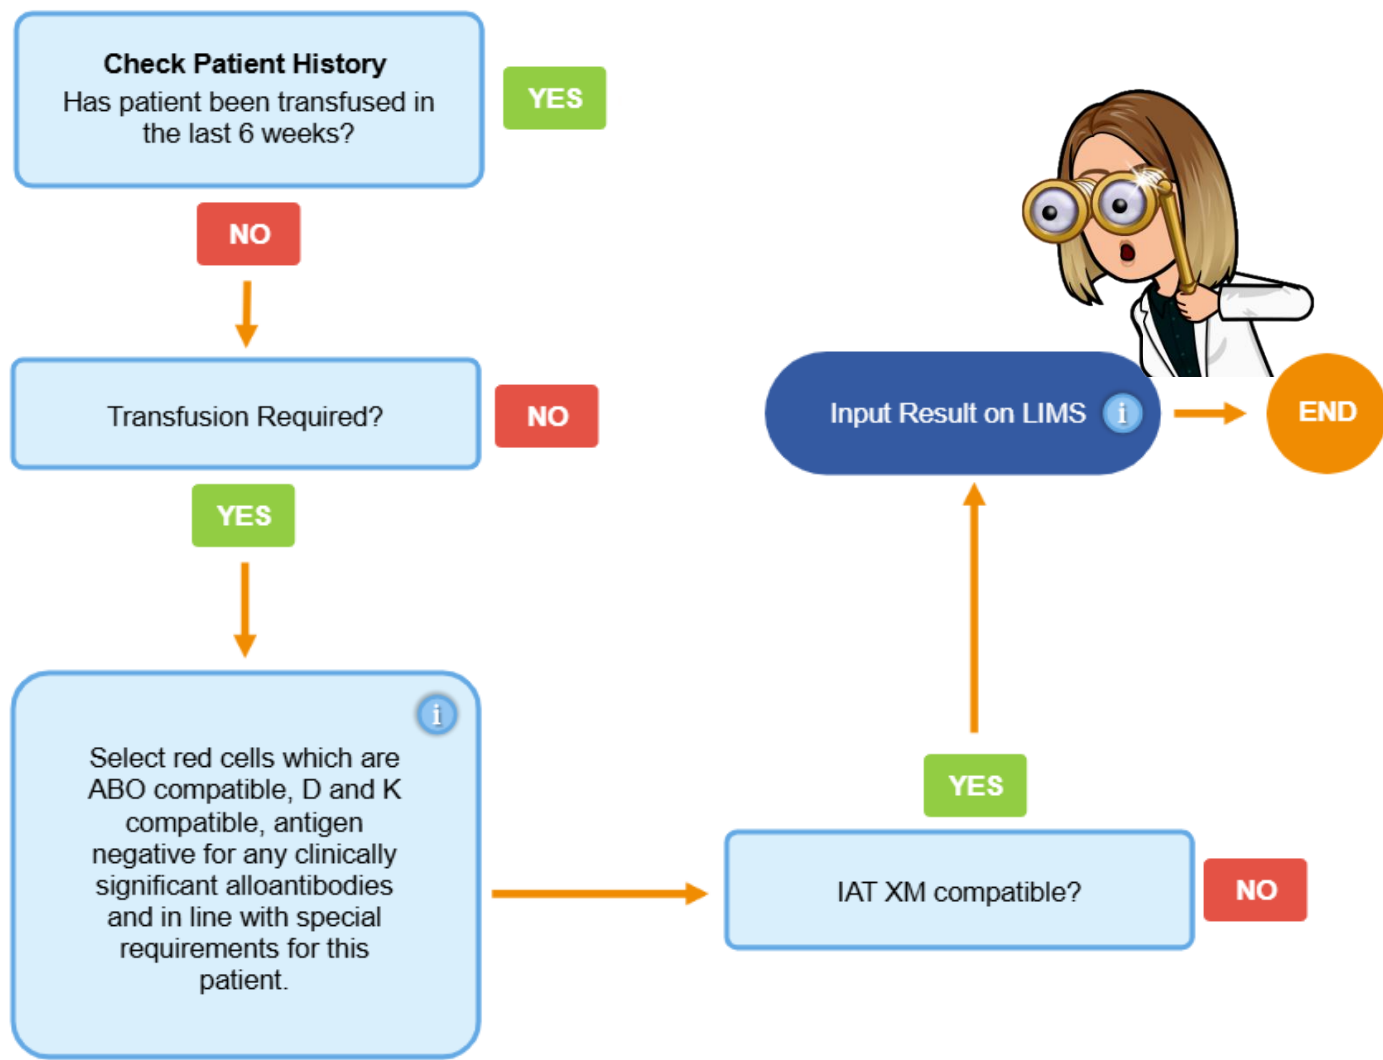 Check Patient History
Has patient been transfused in
the last 6 weeks?
YES
NO
Transfusion Required?
NO
YES
Select red cells which are
ABO compatible, D and K
compatible, antigen
negative for any clinically
significant alloantibodies
and in line with special
requirements for this
patient.
i
IAT XM compatible?
NO
YES
Input Result on LIMS
i
END